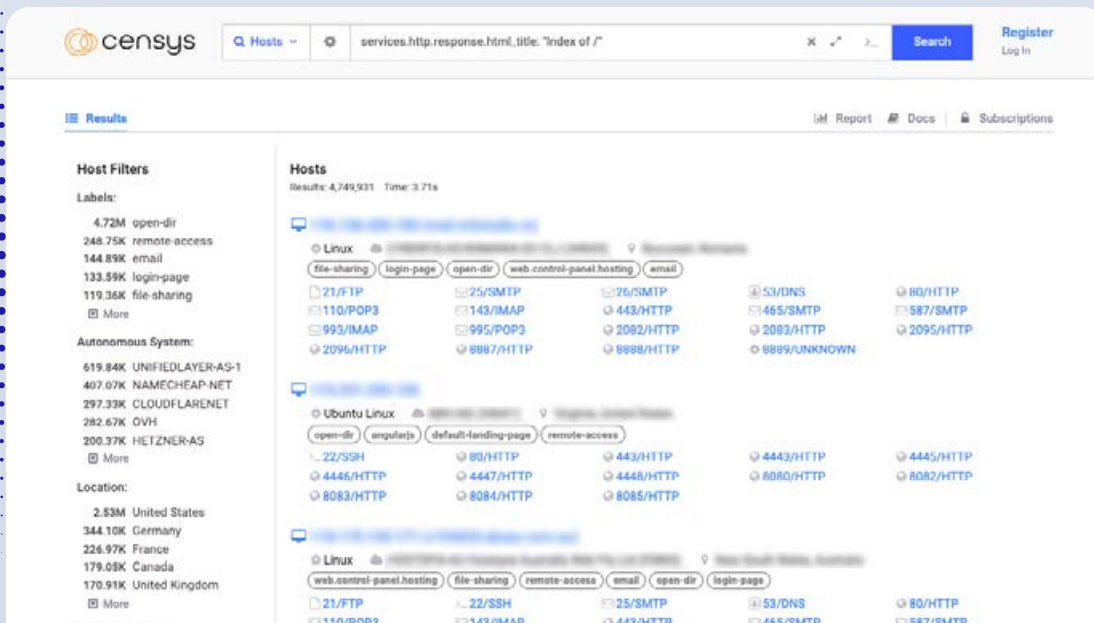 censys
Hosts
services.http.response.html_title: "Index of /"
Search
Register
Log In
Results
Report
Docs
Subscriptions
Host Filters
Labels:
4.72M open-dir
248.75K remote-access
144.89K email
133.59K login-page
119.36K file-sharing
More
Autonomous System:
619.84K UNIFIEDLAYER-AS-1
407.07K NAMECHEAP-NET
297.33K CLOUDFLARENET
282.67K OVH
200.37K HETZNER-AS
More
Location:
2.53M United States
344.10K Germany
226.97K France
179.05K Canada
170.91K United Kingdom
More
Hosts
Results: 4,749,931 Time: 3.71s
Linux
file-sharing login-page open-dir web.control-panel.hosting email
21/FTP 25/SMTP 26/SMTP 53/DNS 80/HTTP
110/POP3 143/IMAP 443/HTTP 465/SMTP 587/SMTP
993/IMAP 995/POP3 2082/HTTP 2083/HTTP 2095/HTTP
2096/HTTP 8887/HTTP 8888/HTTP 8889/UNKNOWN
Ubuntu Linux
open-dir angularjs default-landing-page remote-access
22/SSH 80/HTTP 443/HTTP 4443/HTTP 4445/HTTP
4446/HTTP 4447/HTTP 4448/HTTP 8080/HTTP 8082/HTTP
8083/HTTP 8084/HTTP 8085/HTTP
Linux
web.control-panel.hosting file-sharing remote-access email open-dir login-page
21/FTP 22/SSH 25/SMTP 53/DNS 80/HTTP
110/POP3 143/IMAP 443/HTTP 465/SMTP 587/SMTP